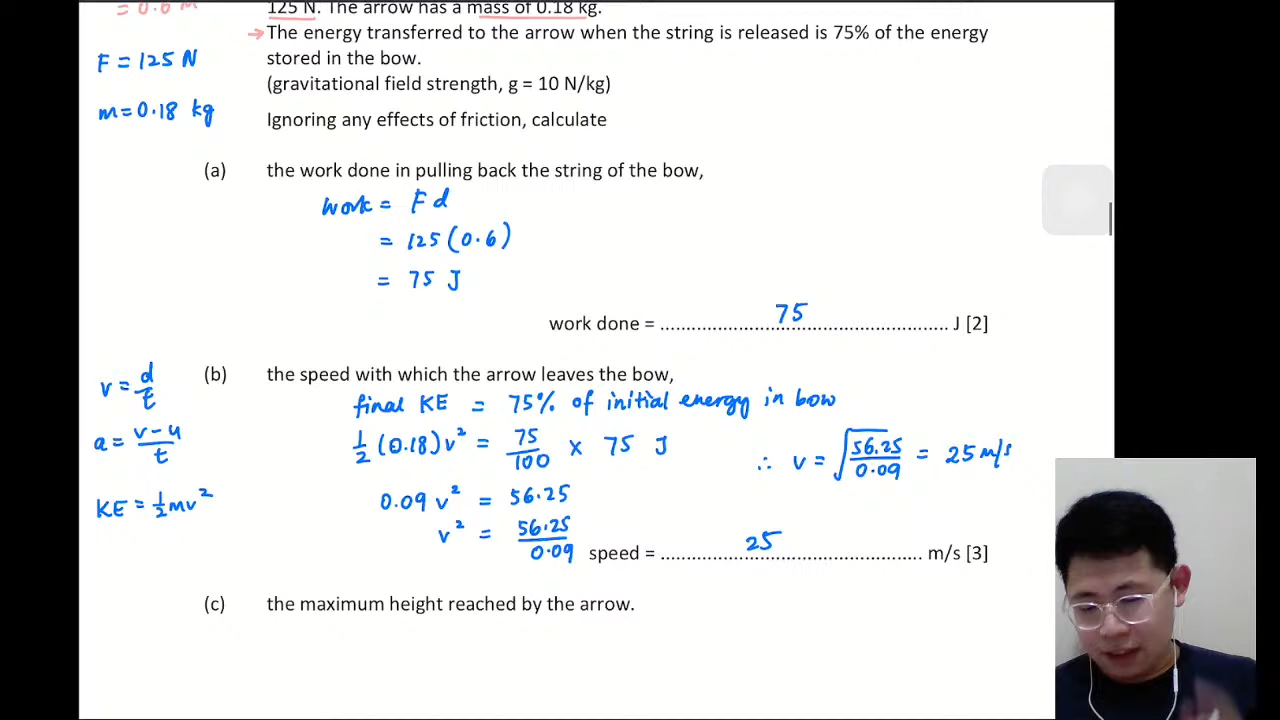 = 0.6 m
125 N. The arrow has a mass of 0.18 kg.
→ The energy transferred to the arrow when the string is released is 75% of the energy
stored in the bow.
(gravitational field strength, g = 10 N/kg)
F = 125 N
m = 0.18 kg
Ignoring any effects of friction, calculate
(a) the work done in pulling back the string of the bow,
Work = Fd
= 125 (0.6)
= 75 J
work done = ........ 75 ........ J [2]
(b) the speed with which the arrow leaves the bow,
v = d/t
a = (v - u)/t
KE = ½mv²
final KE = 75% of initial energy in bow
½ (0.18) v² = 75/100 × 75 J
0.09 v² = 56.25
v² = 56.25/0.09
∴ v = √(56.25/0.09) = 25 m/s
speed = ........ 25 ........ m/s [3]
(c) the maximum height reached by the arrow.